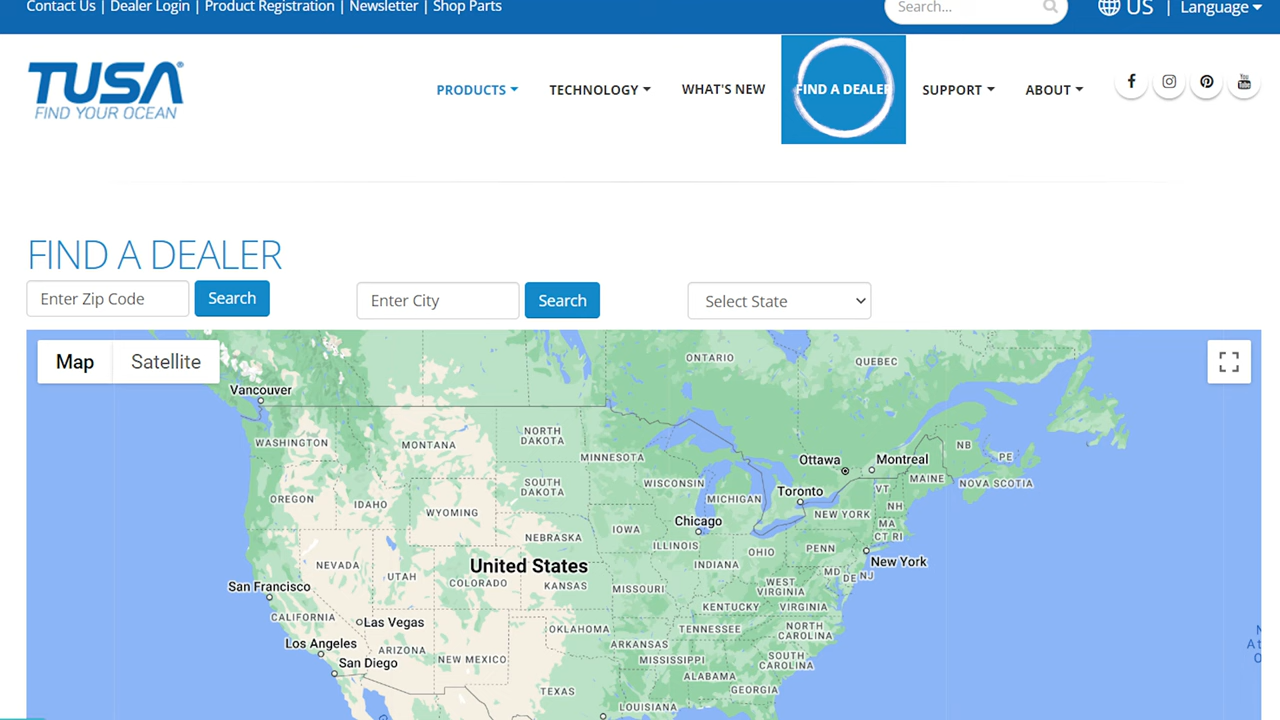 Contact Us | Dealer Login | Product Registration | Newsletter | Shop Parts
Search...
US | Language
TUSA
FIND YOUR OCEAN
PRODUCTS
TECHNOLOGY
WHAT'S NEW
FIND A DEALER
SUPPORT
ABOUT
You Tube
FIND A DEALER
Enter Zip Code
Search
Enter City
Search
Select State
Map
Satellite
ONTARIO
QUEBEC
Vancouver
WASHINGTON
MONTANA
NORTH DAKOTA
MINNESOTA
Ottawa
Montreal
NB
PE
NOVA SCOTIA
OREGON
IDAHO
SOUTH DAKOTA
WISCONSIN
MICHIGAN
Toronto
VT
MAINE
NH
WYOMING
Chicago
NEW YORK
MA
CT RI
NEBRASKA
IOWA
ILLINOIS
INDIANA
OHIO
PENN
New York
NEVADA
UTAH
COLORADO
United States
KANSAS
MISSOURI
WEST VIRGINIA
MD
DE
NJ
San Francisco
KENTUCKY
VIRGINIA
CALIFORNIA
Las Vegas
OKLAHOMA
TENNESSEE
NORTH CAROLINA
Los Angeles
ARIZONA
NEW MEXICO
ARKANSAS
SOUTH CAROLINA
San Diego
MISSISSIPPI
ALABAMA
TEXAS
GEORGIA
LOUISIANA